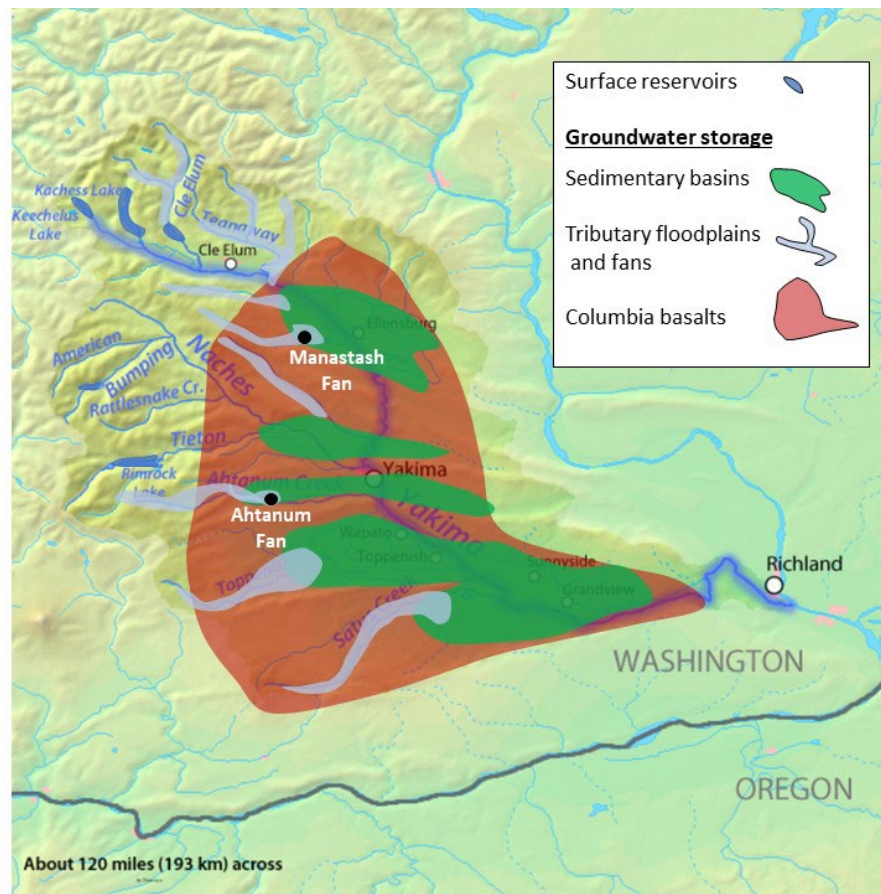 Surface reservoirs
Groundwater storage
Sedimentary basins
Tributary floodplains
and fans
Columbia basalts
Kachess Lake
Keechelus
Lake
Cle Elum
Teanaway
Cle Elum
Ellensburg
Manastash
Fan
American
Bumping
Naches
Rattlesnake Cr.
Tieton
Rimrock
Lake
Ahtanum Creek
Yakima
Ahtanum
Fan
Yakima
Wapato
Toppenish
Sunnyside
Grandview
Richland
Satus Creek
WASHINGTON
OREGON
About 120 miles (193 km) across